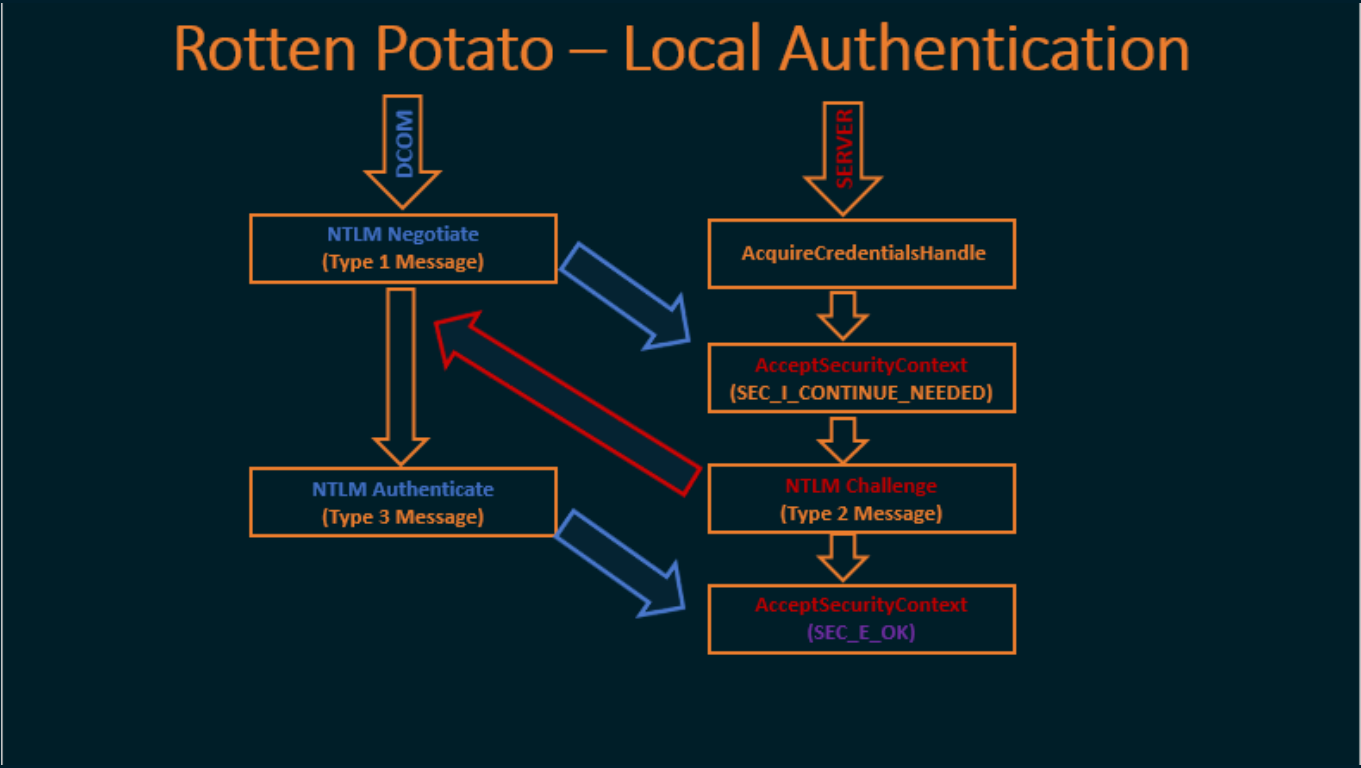 Rotten Potato – Local Authentication
DCOM
SERVER
NTLM Negotiate
(Type 1 Message)
AcquireCredentialsHandle
AcceptSecurityContext
(SEC_I_CONTINUE_NEEDED)
NTLM Authenticate
(Type 3 Message)
NTLM Challenge
(Type 2 Message)
AcceptSecurityContext
(SEC_E_OK)